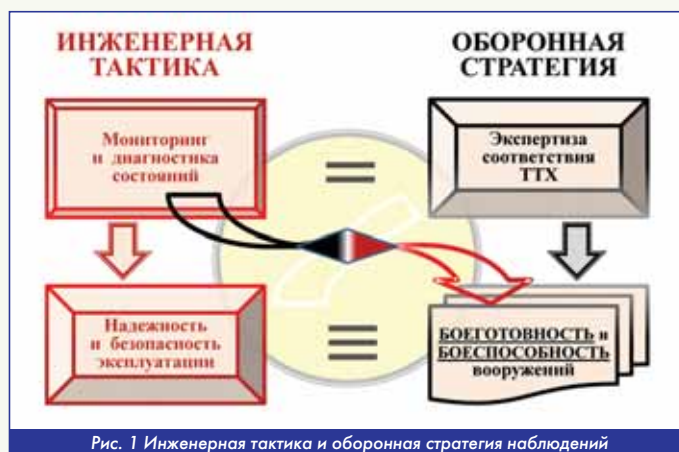 ИНЖЕНЕРНАЯ
ТАКТИКА
ОБОРОННАЯ
СТРАТЕГИЯ
Мониторинг
и диагностика
состояний
Экспертиза
соответствия
ТТХ
Надежность
и безопасность
эксплуатации
БОЕГОТОВНОСТЬ и
БОЕСПОСОБНОСТЬ
вооружений
Рис. 1 Инженерная тактика и оборонная стратегия наблюдений